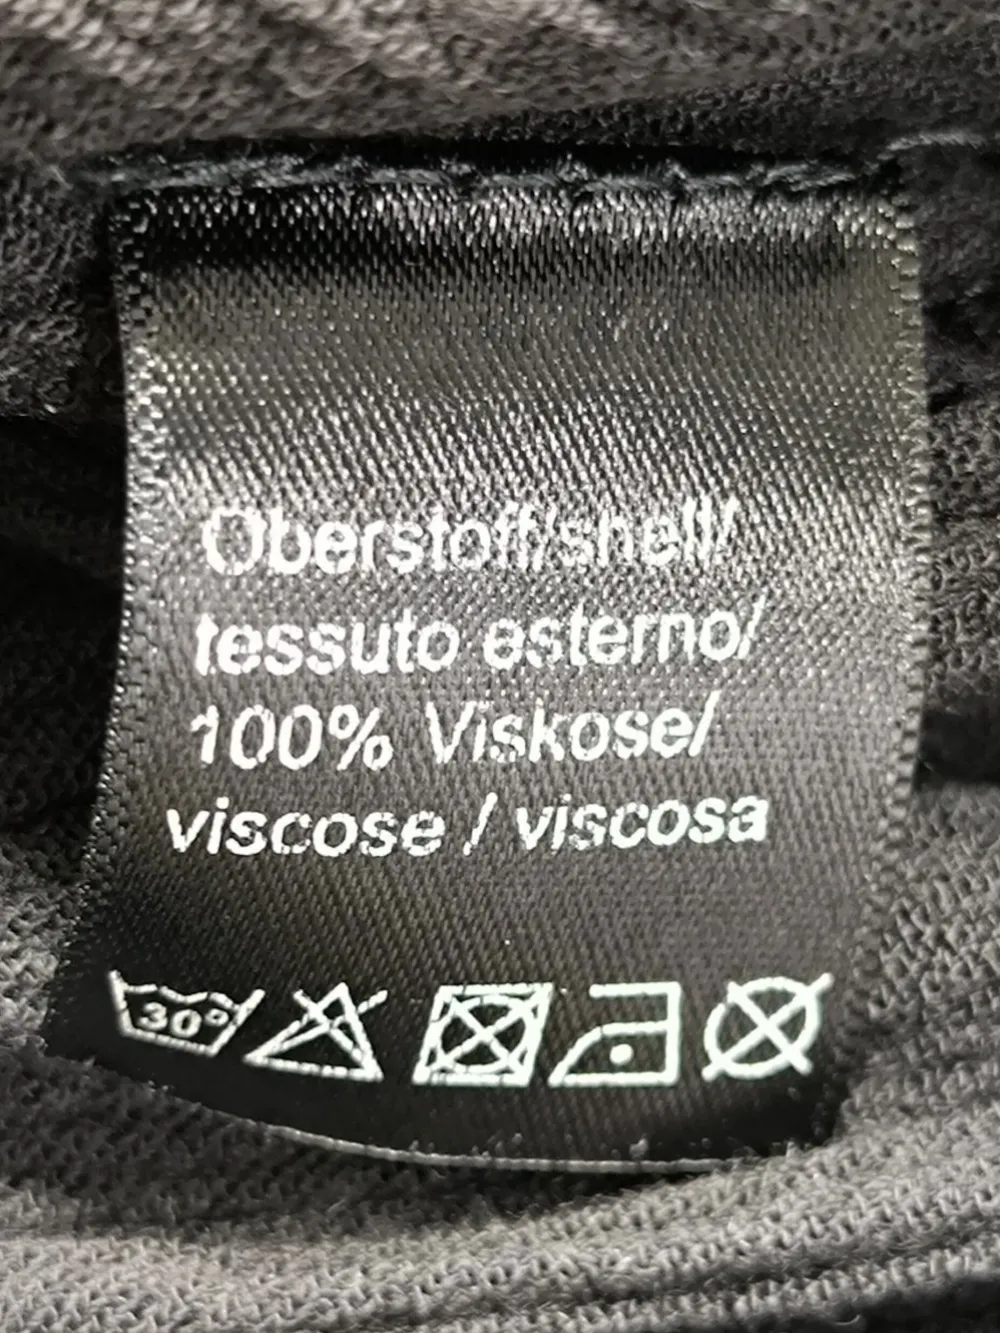 Oberstoff/shell/
tessuto esterno/
100% Viskose/
viscose / viscosa
30°